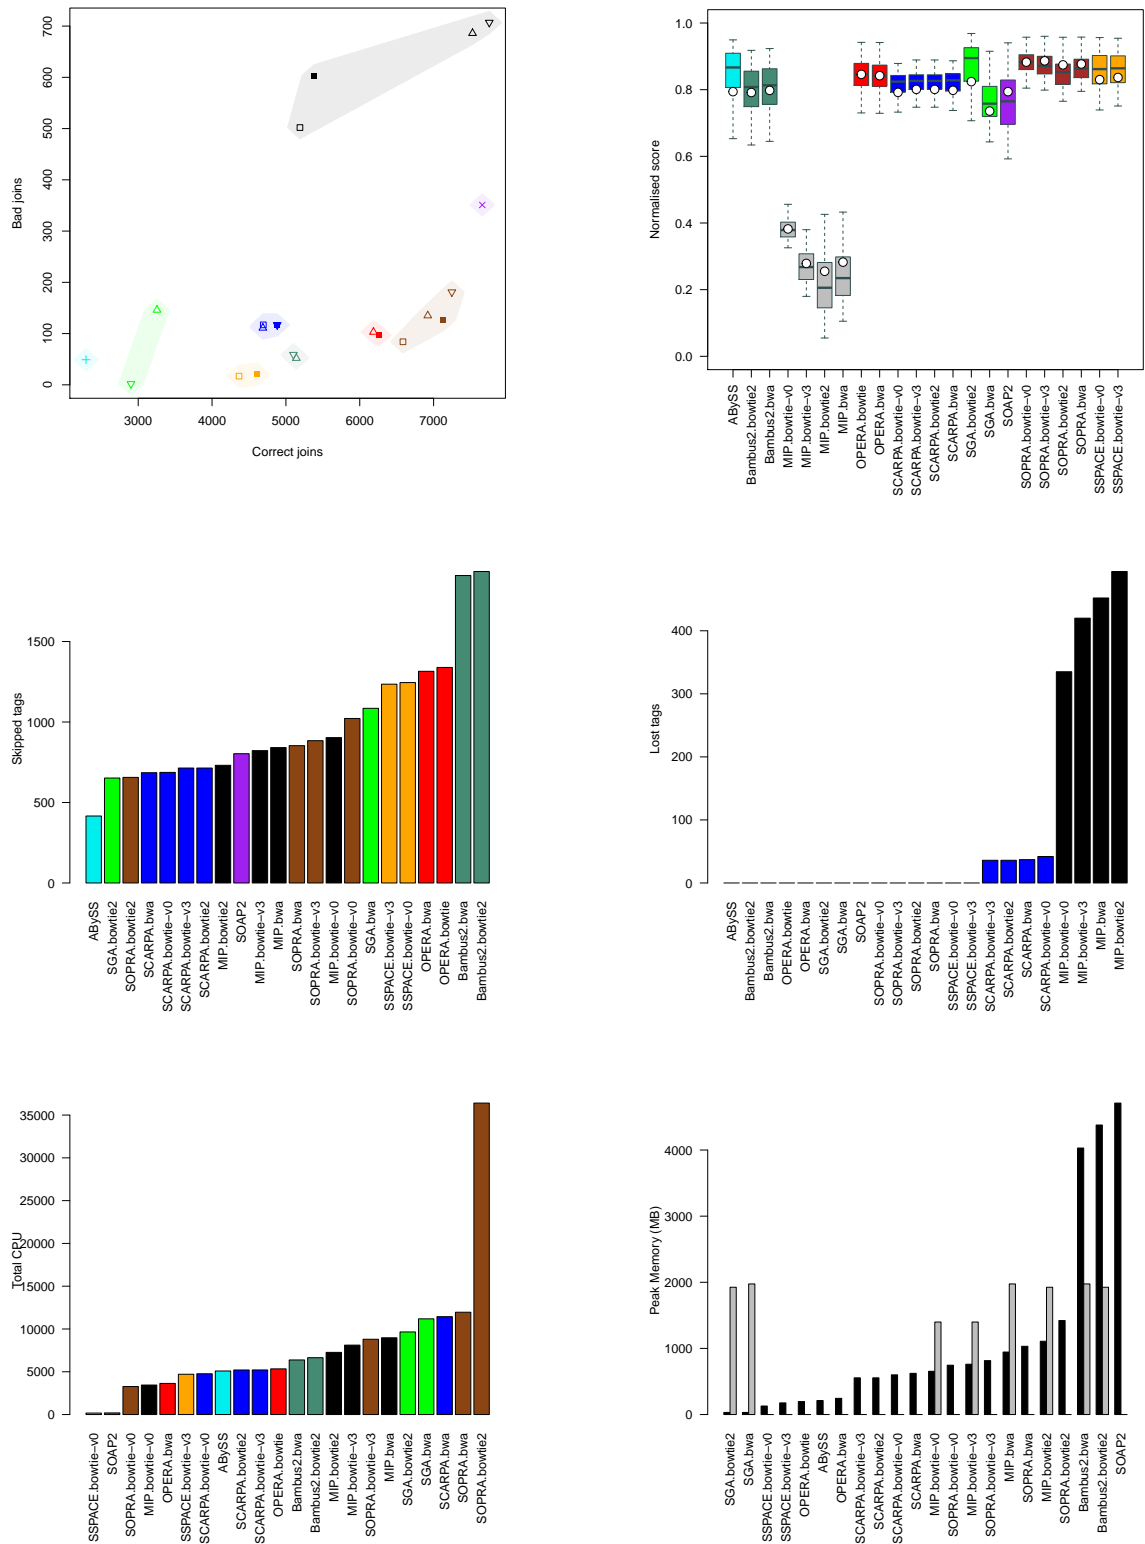 700
600
500
400
300
200
100
0
Bad joins
3000 4000 5000 6000 7000
Correct joins
1.0
0.8
0.6
0.4
0.2
0.0
Normalised score
ABySS
Bambus2.bowtie2
Bambus2.bwa
MIP.bowtie−v0
MIP.bowtie−v3
MIP.bowtie2
MIP.bwa
OPERA.bowtie
OPERA.bwa
SCARPA.bowtie−v0
SCARPA.bowtie−v3
SCARPA.bowtie2
SCARPA.bwa
SGA.bowtie2
SGA.bwa
SOAP2
SOPRA.bowtie−v0
SOPRA.bowtie−v3
SOPRA.bowtie2
SOPRA.bwa
SSPACE.bowtie−v0
SSPACE.bowtie−v3
1500
1000
500
0
Skipped tags
ABySS
SGA.bowtie2
SOPRA.bowtie2
SCARPA.bwa
SCARPA.bowtie−v0
SCARPA.bowtie−v3
SCARPA.bowtie2
MIP.bowtie2
SOAP2
MIP.bowtie−v3
MIP.bwa
SOPRA.bwa
SOPRA.bowtie−v3
MIP.bowtie−v0
SOPRA.bowtie−v0
SGA.bwa
SSPACE.bowtie−v3
SSPACE.bowtie−v0
OPERA.bwa
OPERA.bowtie
Bambus2.bwa
Bambus2.bowtie2
400
300
200
100
0
Lost tags
ABySS
Bambus2.bowtie2
Bambus2.bwa
OPERA.bowtie
OPERA.bwa
SGA.bowtie2
SGA.bwa
SOAP2
SOPRA.bowtie−v0
SOPRA.bowtie−v3
SOPRA.bowtie2
SOPRA.bwa
SSPACE.bowtie−v0
SSPACE.bowtie−v3
SCARPA.bowtie−v3
SCARPA.bowtie2
SCARPA.bwa
SCARPA.bowtie−v0
MIP.bowtie−v0
MIP.bowtie−v3
MIP.bwa
MIP.bowtie2
35000
30000
25000
20000
15000
10000
5000
0
Total CPU
SSPACE.bowtie−v0
SOAP2
SOPRA.bowtie−v0
MIP.bowtie−v0
OPERA.bwa
SSPACE.bowtie−v3
SCARPA.bowtie−v0
ABySS
SCARPA.bowtie2
SCARPA.bowtie−v3
OPERA.bowtie
Bambus2.bwa
Bambus2.bowtie2
MIP.bowtie2
MIP.bowtie−v3
SOPRA.bowtie−v3
MIP.bwa
SGA.bowtie2
SGA.bwa
SCARPA.bwa
SOPRA.bwa
SOPRA.bowtie2
4000
3000
2000
1000
0
Peak Memory (MB)
SGA.bowtie2
SGA.bwa
SSPACE.bowtie−v0
SSPACE.bowtie−v3
OPERA.bowtie
ABySS
OPERA.bwa
SCARPA.bowtie−v3
SCARPA.bowtie2
SCARPA.bowtie−v0
SCARPA.bwa
MIP.bowtie−v0
SOPRA.bowtie−v0
MIP.bowtie−v3
SOPRA.bowtie−v3
MIP.bwa
SOPRA.bwa
MIP.bowtie2
SOPRA.bowtie2
Bambus2.bwa
Bambus2.bowtie2
SOAP2